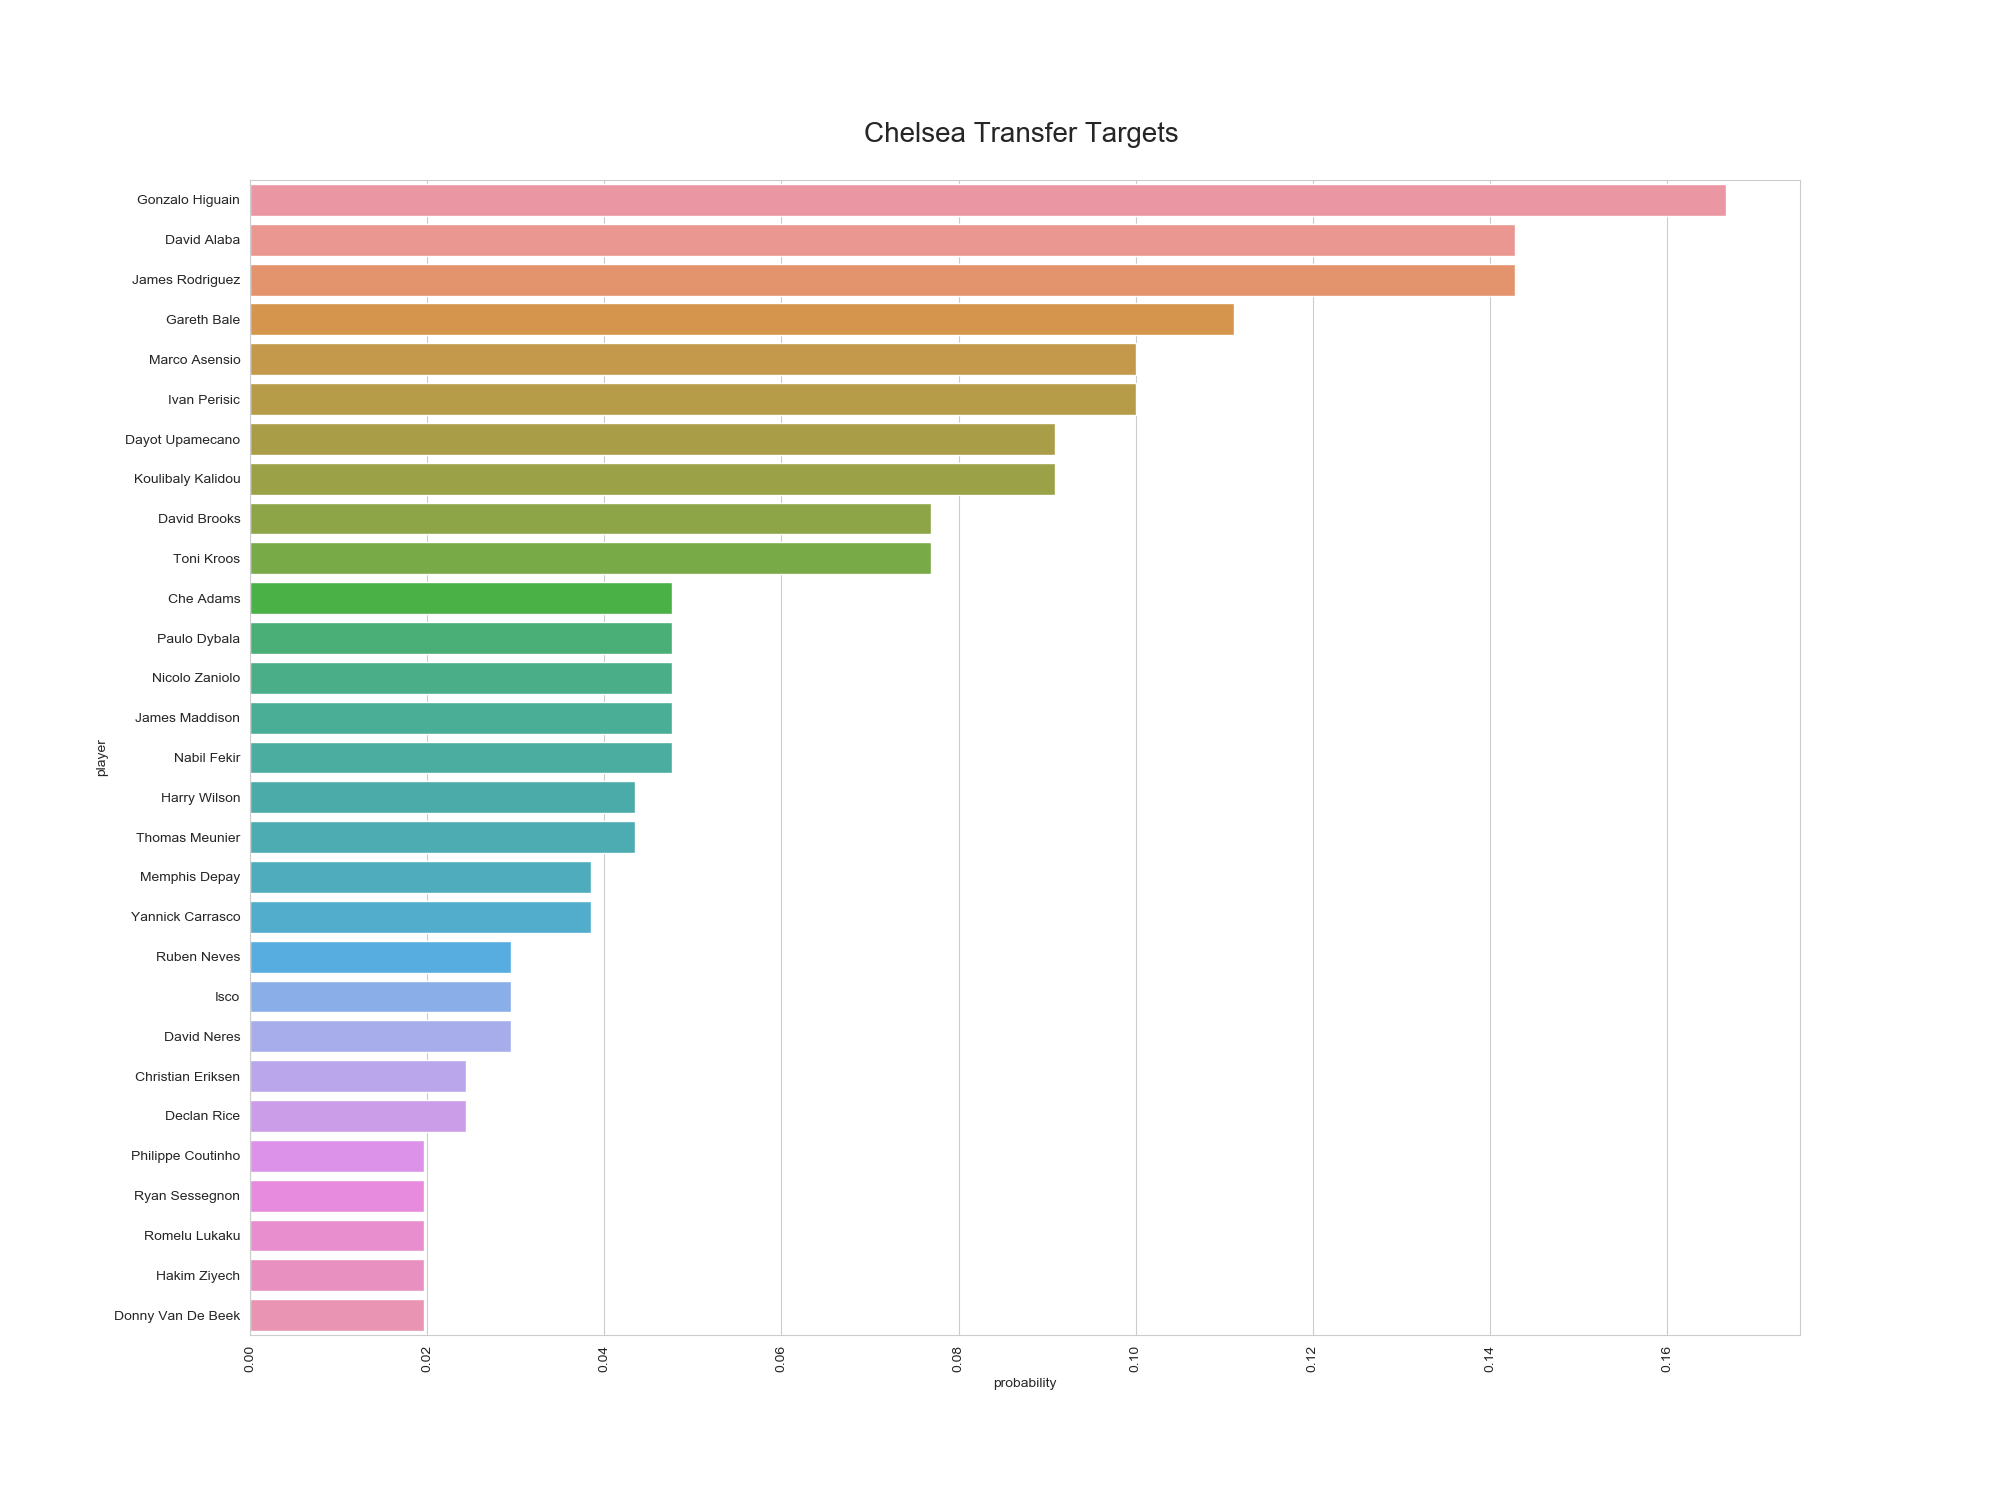 Chelsea Transfer Targets
Gonzalo Higuain
David Alaba
James Rodriguez
Gareth Bale
Marco Asensio
Ivan Perisic
Dayot Upamecano
Koulibaly Kalidou
David Brooks
Toni Kroos
Che Adams
Paulo Dybala
Nicolo Zaniolo
James Maddison
Nabil Fekir
Harry Wilson
Thomas Meunier
Memphis Depay
Yannick Carrasco
Ruben Neves
Isco
David Neres
Christian Eriksen
Declan Rice
Philippe Coutinho
Ryan Sessegnon
Romelu Lukaku
Hakim Ziyech
Donny Van De Beek
player
0.00 0.02 0.04 0.06 0.08 0.10 0.12 0.14 0.16
probability